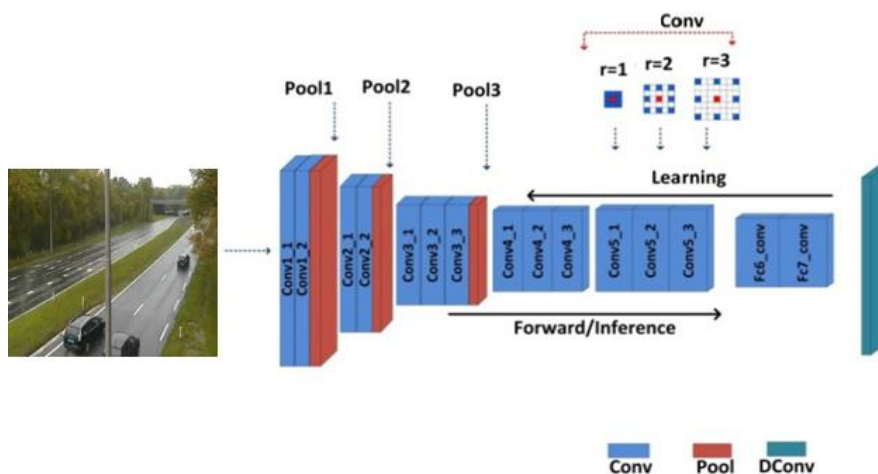 Conv
r=1
r=2
r=3
Pool1
Pool2
Pool3
Learning
Conv1_1
Conv1_2
Conv2_1
Conv2_2
Conv3_1
Conv3_2
Conv3_3
Conv4_1
Conv4_2
Conv4_3
Conv5_1
Conv5_2
Conv5_3
Fc6_conv
Fc7_conv
Forward/Inference
Conv
Pool
DConv